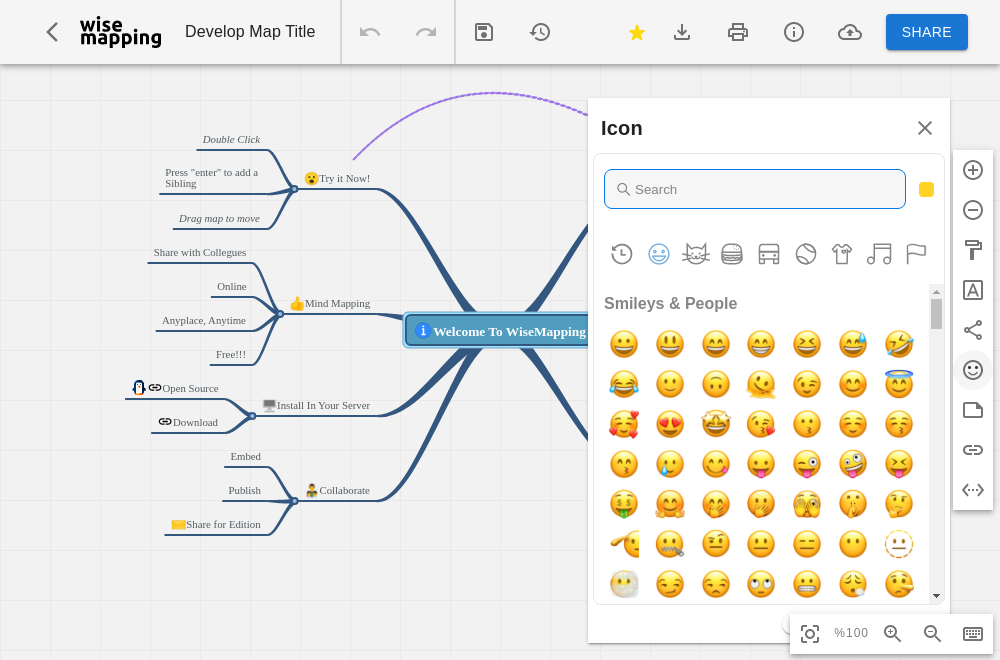 wise
mapping
Develop Map Title
SHARE
Double Click
Press "enter" to add a
Sibling
Drag map to move
Try it Now!
Share with Collegues
Online
Anyplace, Anytime
Free!!!
Mind Mapping
Welcome To WiseMapping
Open Source
Download
Install In Your Server
Embed
Publish
Share for Edition
Collaborate
Icon
Search
Smileys & People
%100